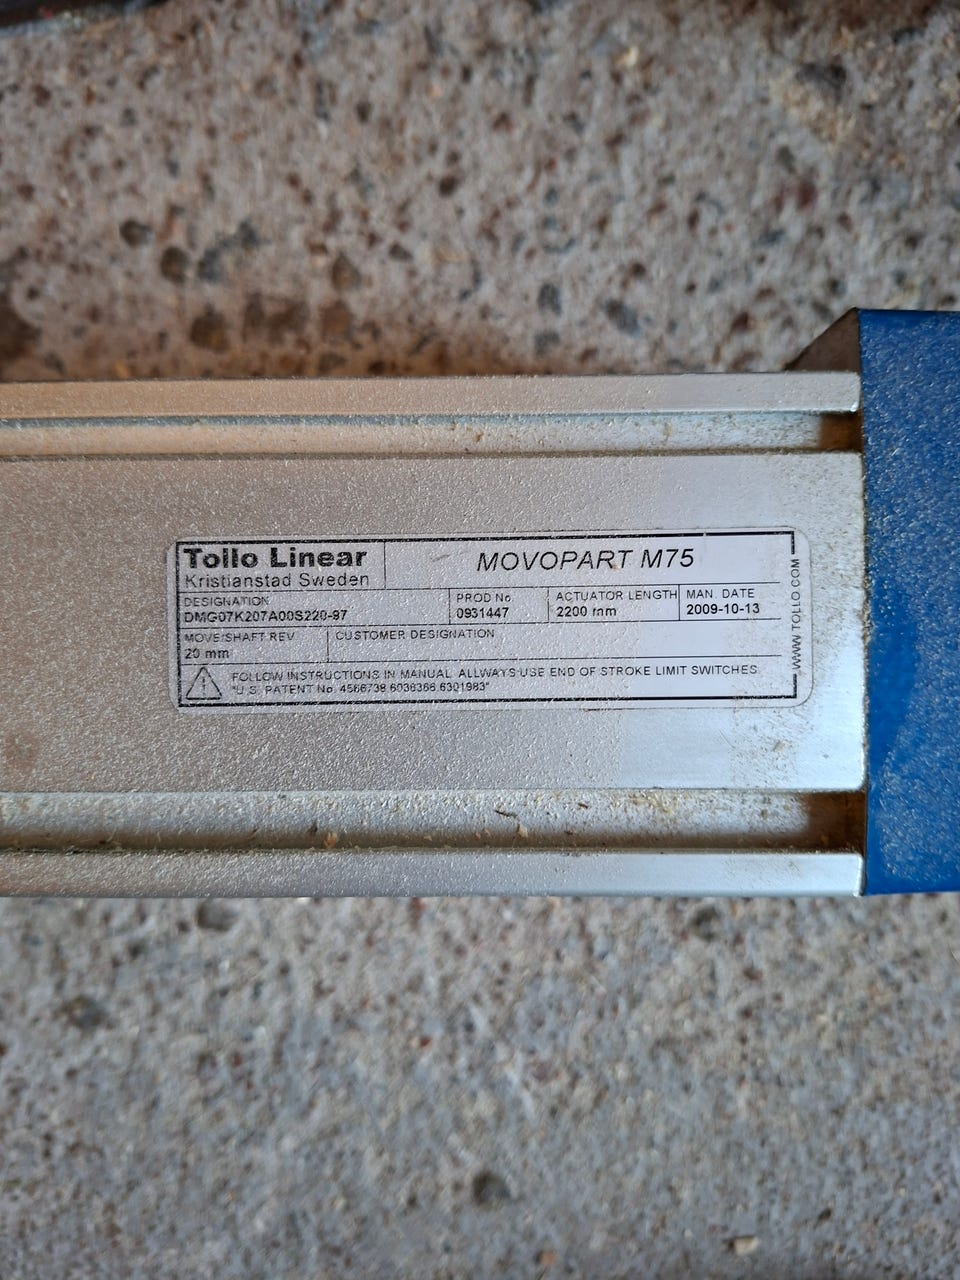 Tollo Linear
Kristianstad Sweden
MOVOPART M75
DESIGNATION
DMG07K207A00S220-97
PROD No
0931447
ACTUATOR LENGTH
2200 mm
MAN. DATE
2009-10-13
MOVE/SHAFT REV
20 mm
CUSTOMER DESIGNATION
FOLLOW INSTRUCTIONS IN MANUAL ALLWAYS USE END OF STROKE LIMIT SWITCHES
"U.S. PATENT No. 4566738 6036366 6301983"
WWW.TOLLO.COM